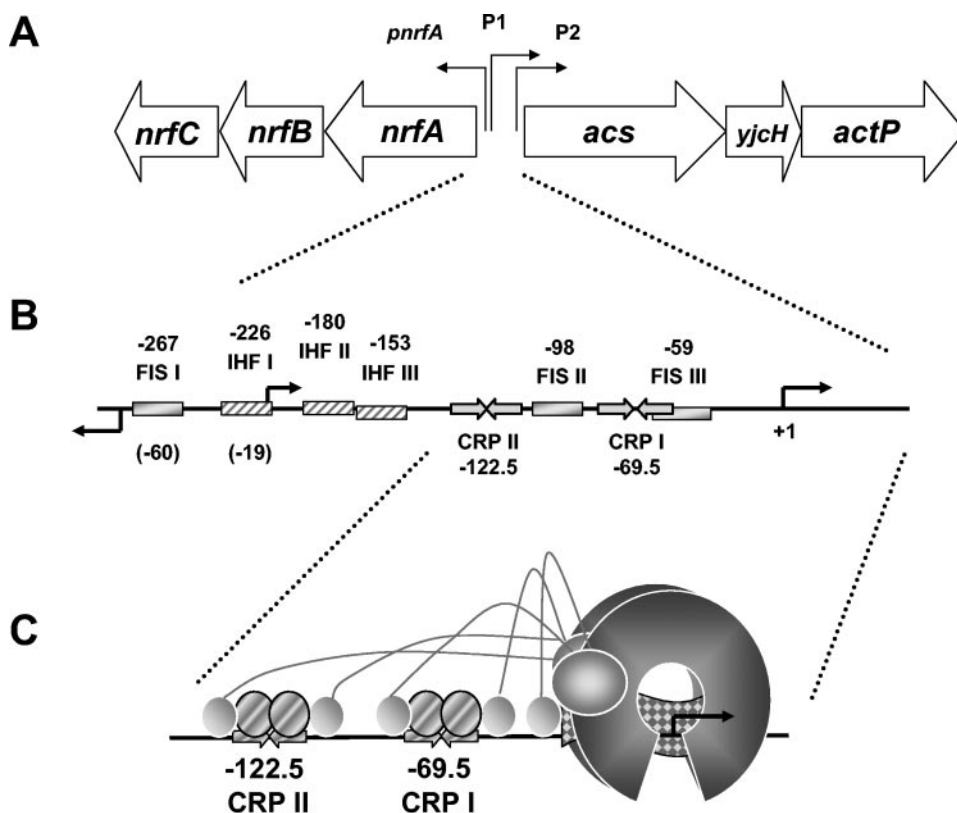 A
pnrfA
P1
P2
nrfC
nrfB
nrfA
acs
yjcH
actP
B
-267
FIS I
-226
IHF I
-180
IHF II
-153
IHF III
-98
FIS II
-59
FIS III
(-60)
(-19)
CRP II
-122.5
CRP I
-69.5
+1
C
-122.5
CRP II
-69.5
CRP I